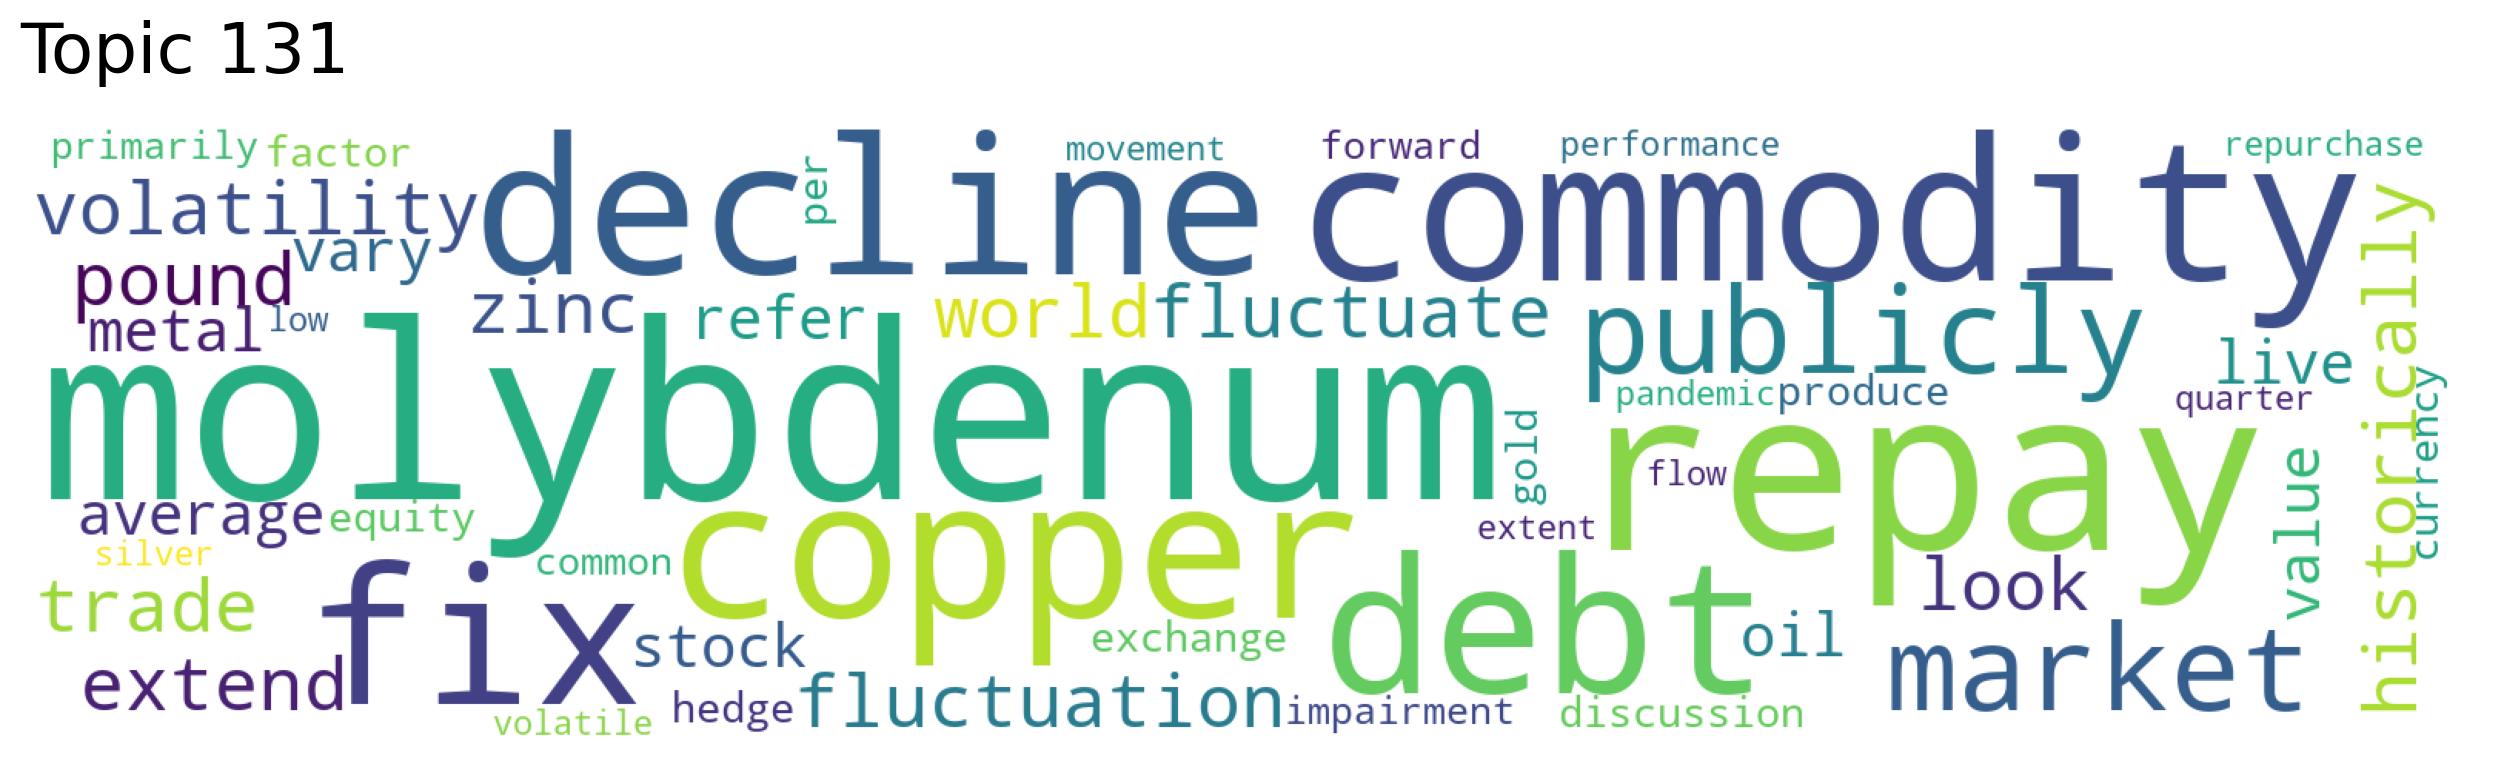 Topic 131
primarily factor movement forward performance repurchase
volatility decline per commodity
vary
pound
metal low zinc refer world fluctuate publicly live
historically
molybdenum gold pandemic produce quarter
currency
flow repay value
average equity copper extent
silver common
trade fix debt look
stock exchange oil market
extend hedge fluctuation impairment discussion
volatile